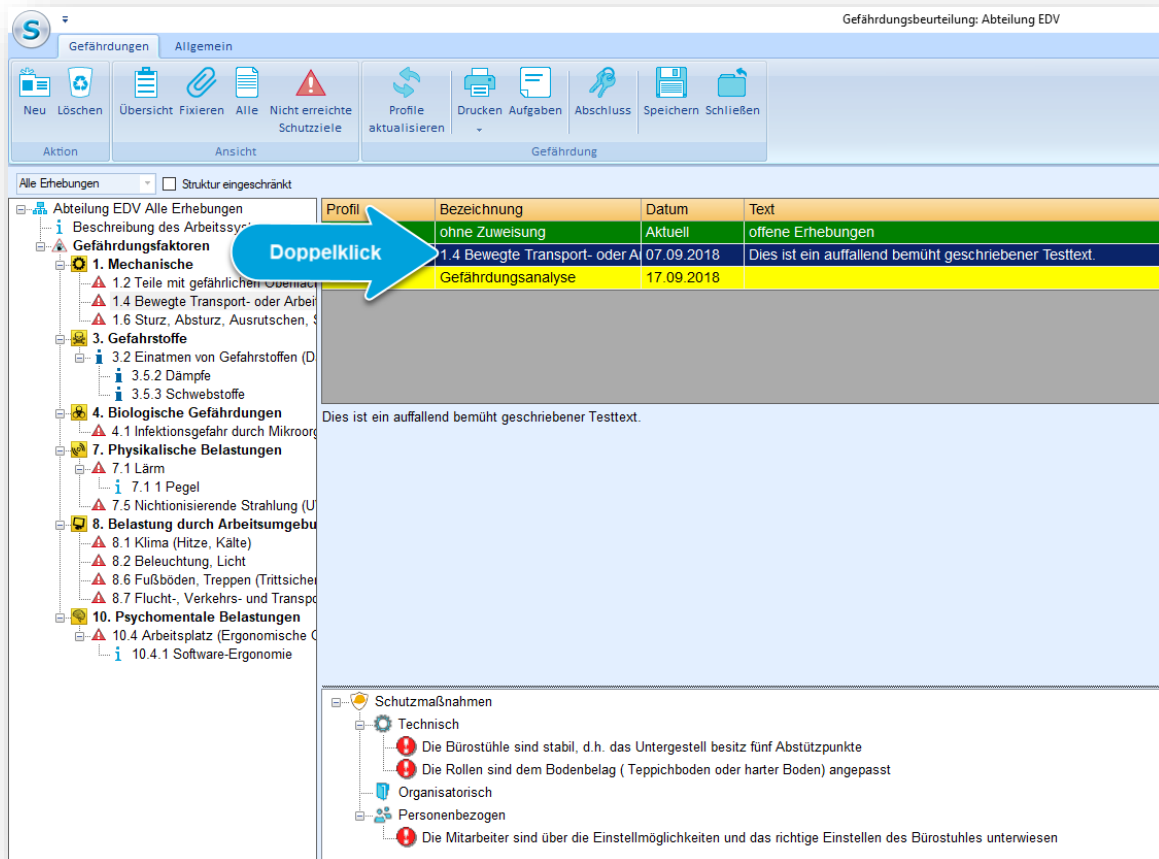 S
Gefährdungsbeurteilung: Abteilung EDV
Gefährdungen Allgemein
Neu Löschen Übersicht Fixieren Alle Nicht erreichte Schutzziele Profile aktualisieren Drucken Aufgaben Abschluss Speichern Schließen
Aktion Ansicht Gefährdung
Alle Erhebungen Struktur eingeschränkt
Abteilung EDV Alle Erhebungen
Beschreibung des
Gefährdungsfaktoren
1. Mechanische
1.2 Teile mit gefährlichen
1.4 Bewegte Transport- oder Arbei
1.6 Sturz, Absturz, Ausrutschen, S
3. Gefahrstoffe
3.2 Einatmen von Gefahrstoffen (D
3.5.2 Dämpfe
3.5.3 Schwebstoffe
4. Biologische Gefährdungen
4.1 Infektionsgefahr durch Mikroorg
7. Physikalische Belastungen
7.1 Lärm
7.1 1 Pegel
7.5 Nichtionisierende Strahlung (U
8. Belastung durch Arbeitsumgebu
8.1 Klima (Hitze, Kälte)
8.2 Beleuchtung, Licht
8.6 Fußböden, Treppen (Trittsicher
8.7 Flucht-, Verkehrs- und Transpo
10. Psychomentale Belastungen
10.4 Arbeitsplatz (Ergonomische G
10.4.1 Software-Ergonomie
Doppelklick
Profil Bezeichnung Datum Text
ohne Zuweisung Aktuell offene Erhebungen
1.4 Bewegte Transport- oder Ar 07.09.2018 Dies ist ein auffallend bemüht geschriebener Testtext.
Gefährdungsanalyse 17.09.2018
Dies ist ein auffallend bemüht geschriebener Testtext.
Schutzmaßnahmen
Technisch
Die Bürostühle sind stabil, d.h. das Untergestell besitz fünf Abstützpunkte
Die Rollen sind dem Bodenbelag ( Teppichboden oder harter Boden) angepasst
Organisatorisch
Personenbezogen
Die Mitarbeiter sind über die Einstellmöglichkeiten und das richtige Einstellen des Bürostuhles unterwiesen